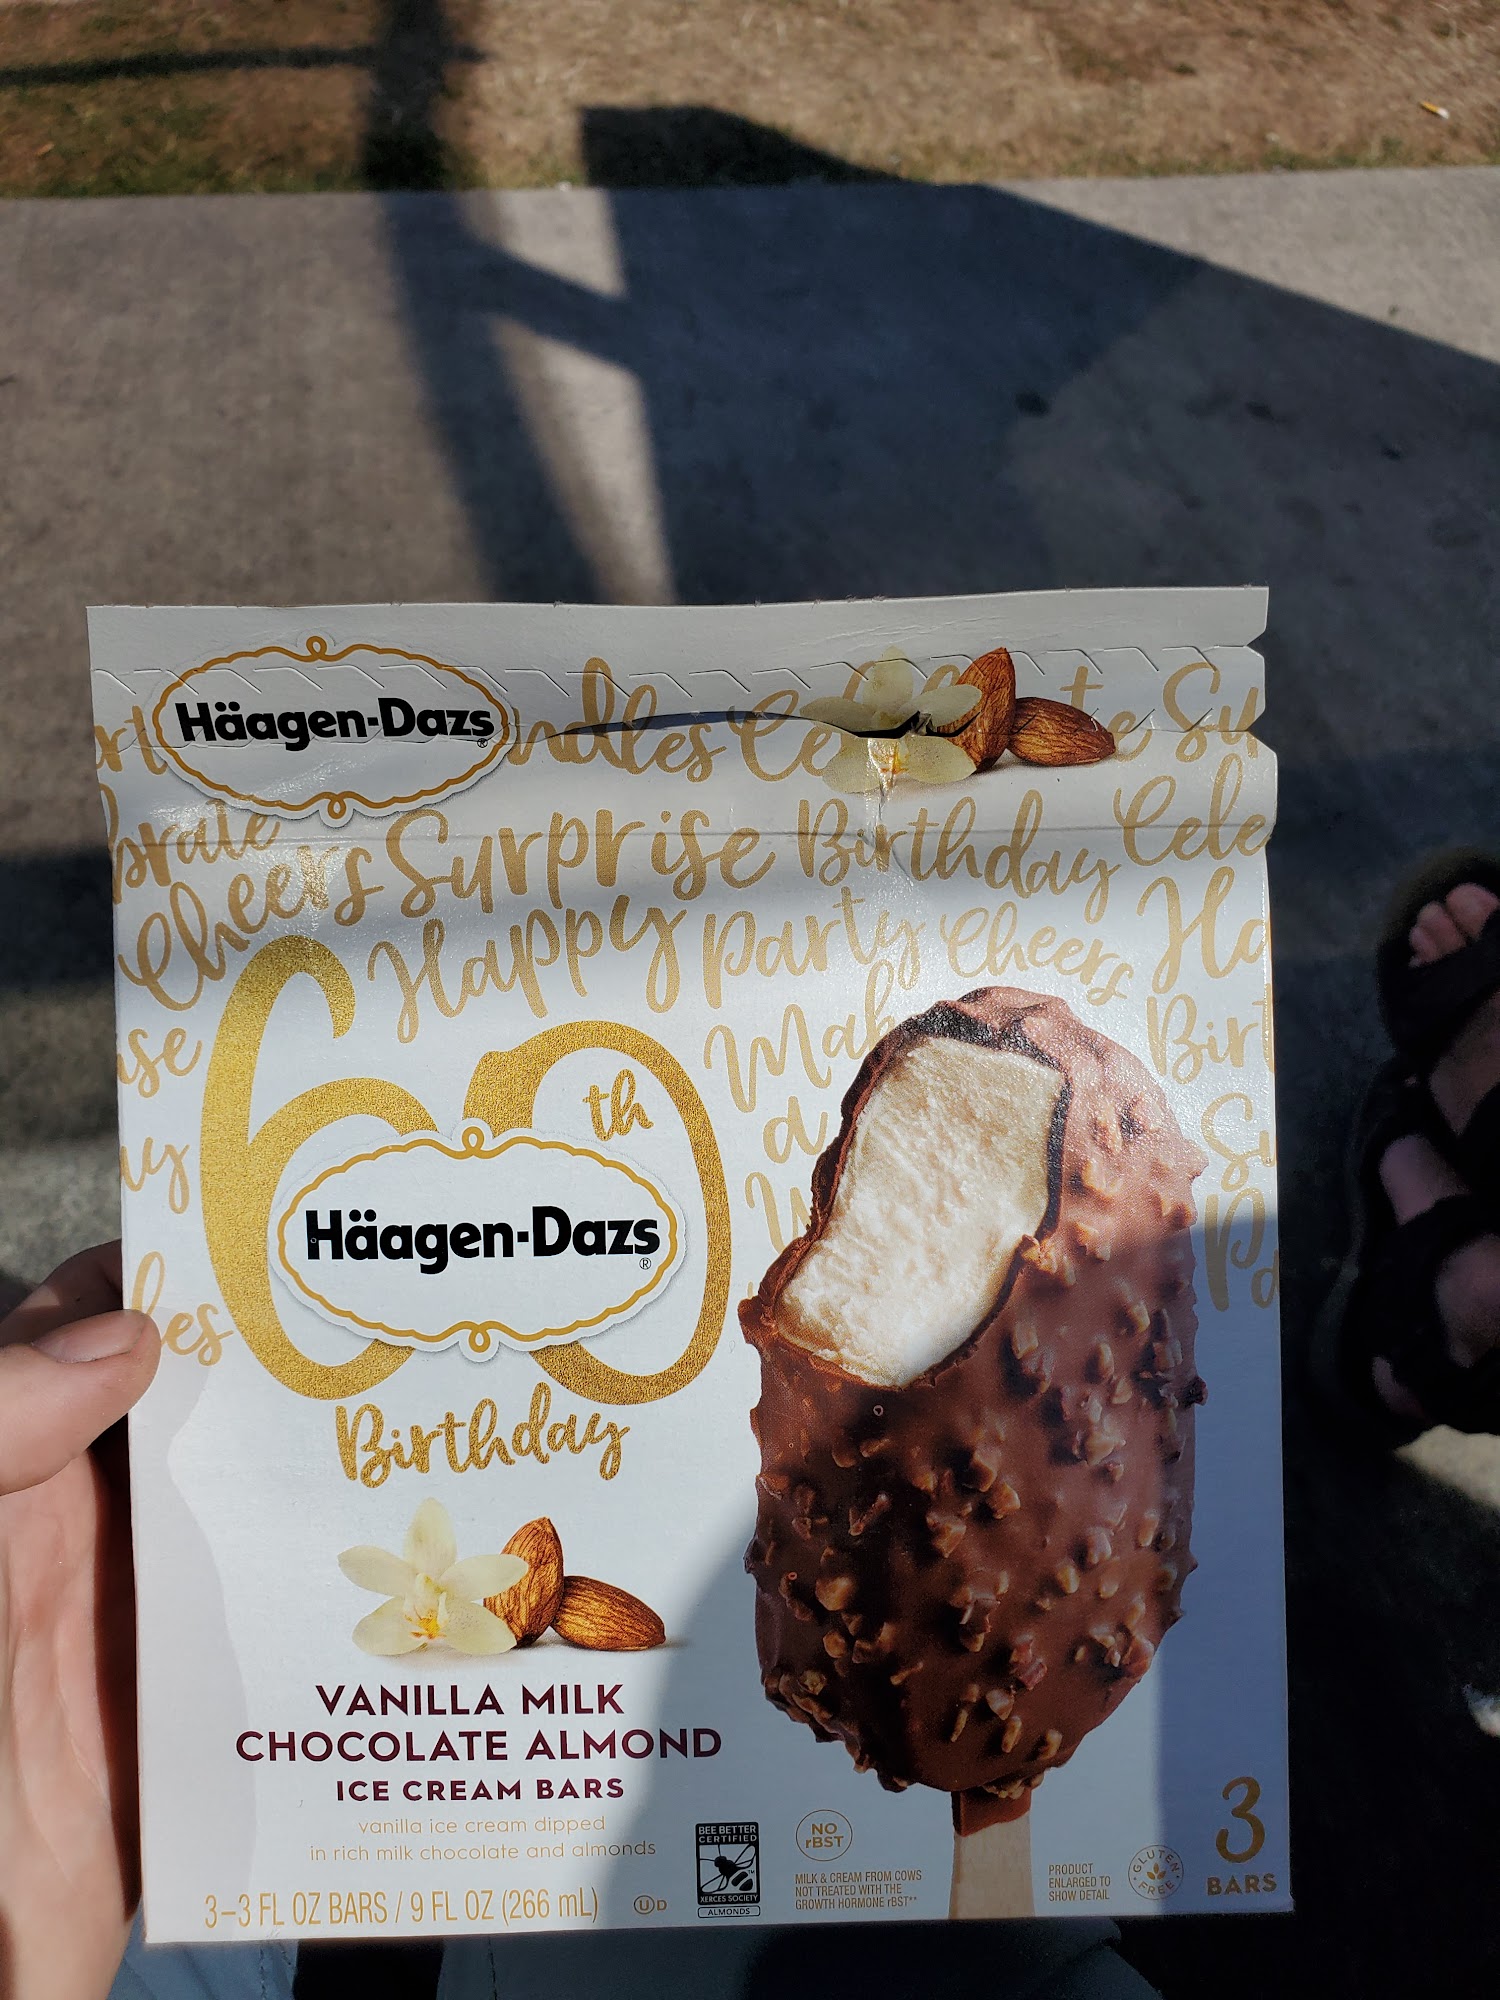 Häagen-Dazs®
Surprise Birthday Cele
Cheers
Happy Party Cheers
60th
Häagen-Dazs®
Birthday
VANILLA MILK
CHOCOLATE ALMOND
ICE CREAM BARS
vanilla ice cream dipped
in rich milk chocolate and almonds
3-3 FL OZ BARS / 9 FL OZ (266 mL)
U D
BEE BETTER
CERTIFIED™
XERCES SOCIETY
ALMONDS
NO
rBST
MILK & CREAM FROM COWS
NOT TREATED WITH THE
GROWTH HORMONE rBST**
PRODUCT
ENLARGED TO
SHOW DETAIL
GLUTEN
FREE
3
BARS